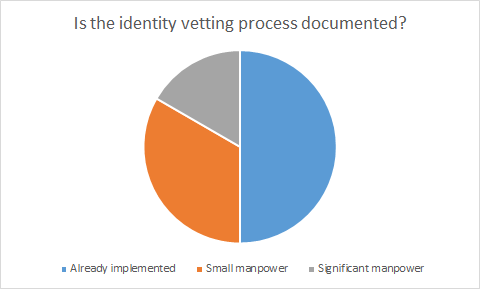 Is the identity vetting process documented?
Already implemented Small manpower Significant manpower